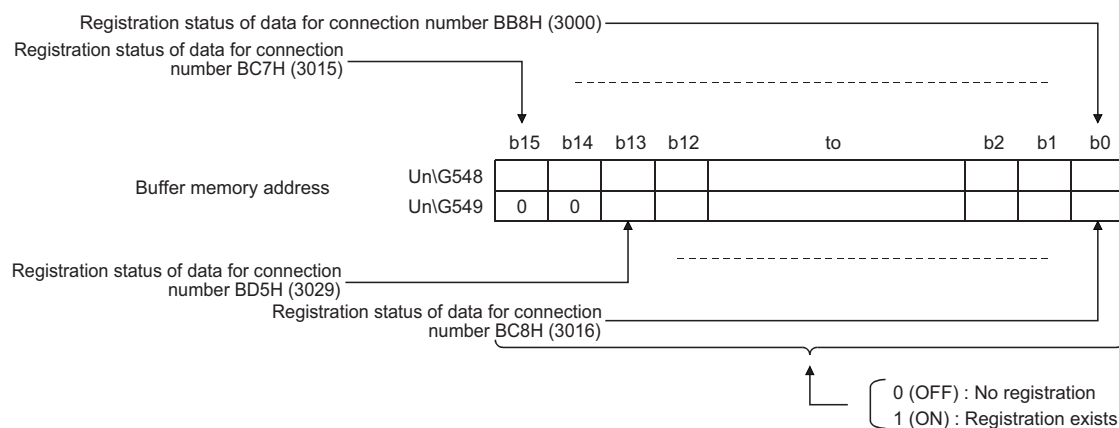 Registration status of data for connection number BB8H (3000)
Registration status of data for connection
number BC7H (3015)
b15 b14 b13 b12 to b2 b1 b0
Buffer memory address
Un\G548
Un\G549 0 0
Registration status of data for connection
number BD5H (3029)
Registration status of data for connection
number BC8H (3016)
0 (OFF) : No registration
1 (ON) : Registration exists